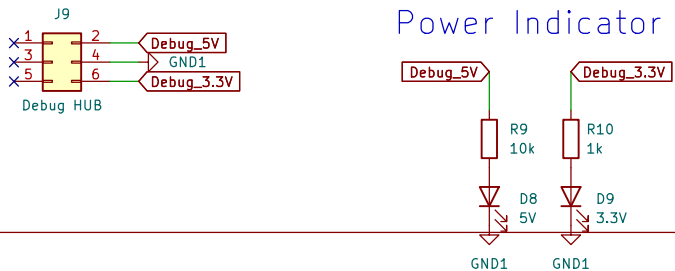 J9
1 2 Debug_5V
3 4 GND1
5 6 Debug_3.3V
Debug HUB
Power Indicator
Debug_5V Debug_3.3V
R9 R10
10k 1k
D8 D9
5V 3.3V
GND1 GND1